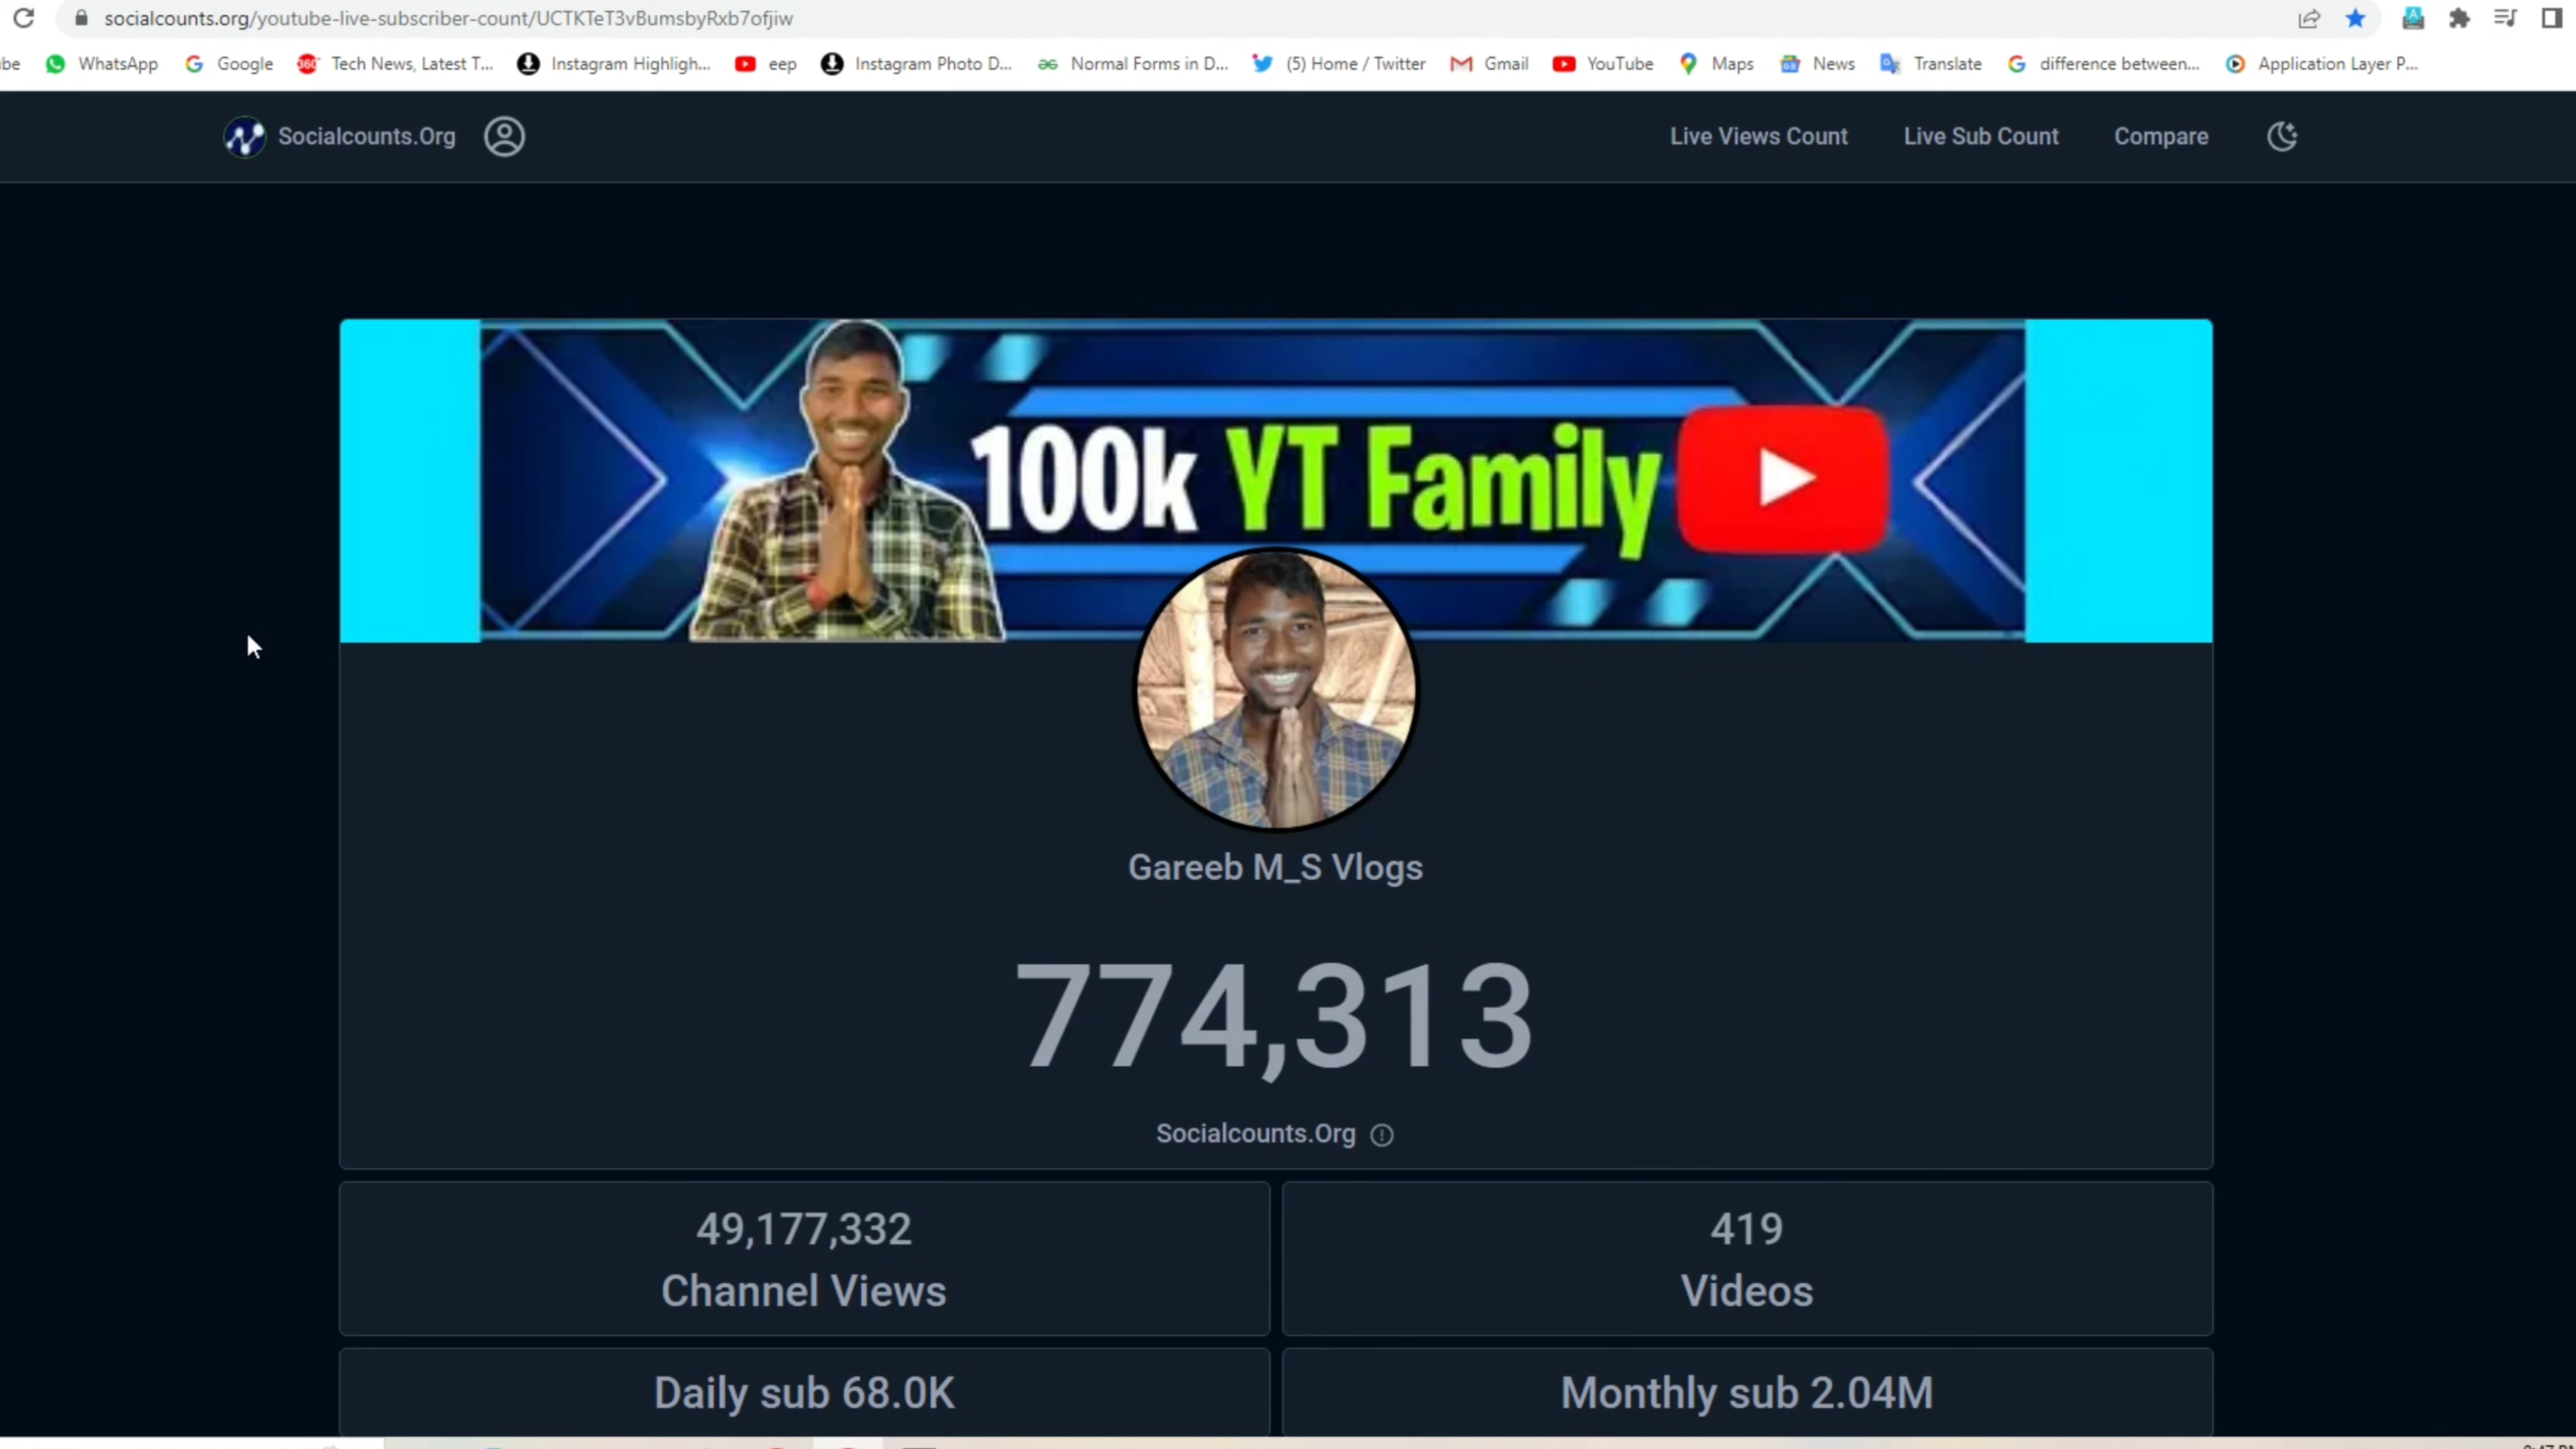 socialcounts.org/youtube-live-subscriber-count/UCTKTeT3vBumsbyRxb7ofjiw
be WhatsApp Google Tech News, Latest T... Instagram Highligh... eep Instagram Photo D... Normal Forms in D... (5) Home / Twitter Gmail YouTube Maps News Translate difference between... Application Layer P...
Socialcounts.Org Live Views Count Live Sub Count Compare
100k YT Family
Gareeb M_S Vlogs
774,313
Socialcounts.Org
49,177,332
Channel Views
419
Videos
Daily sub 68.0K
Monthly sub 2.04M